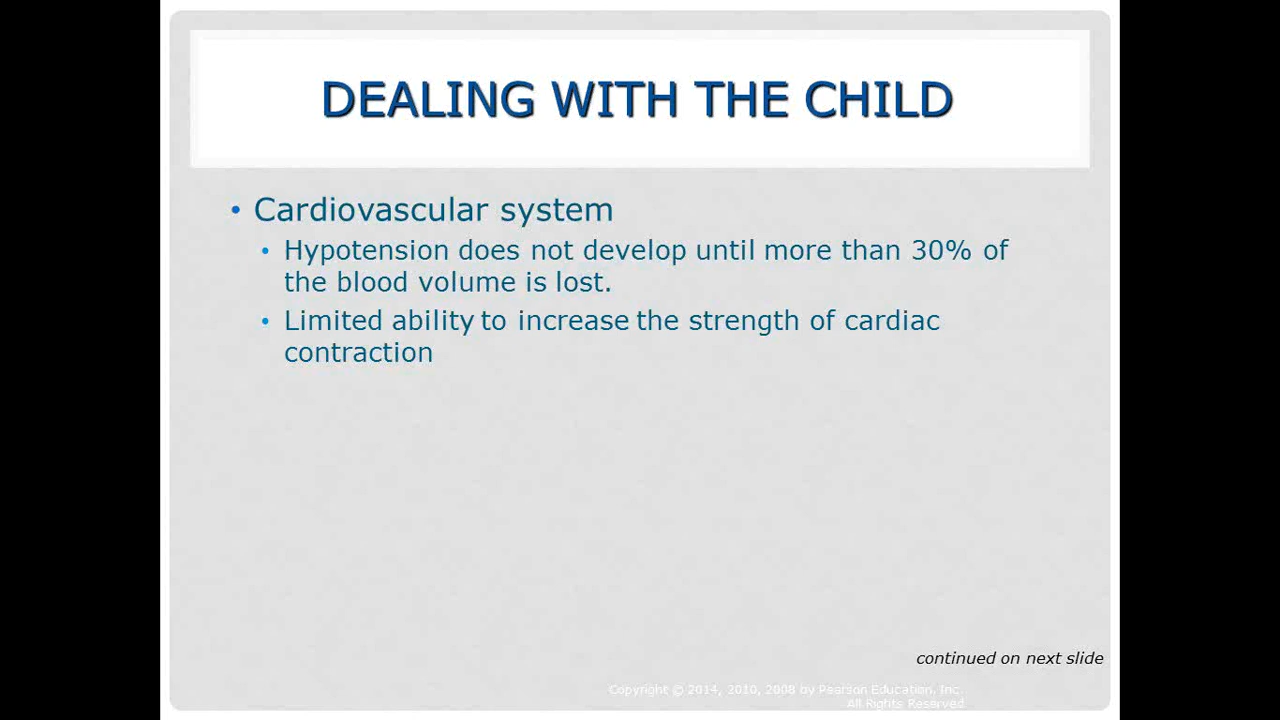 DEALING WITH THE CHILD
• Cardiovascular system
• Hypotension does not develop until more than 30% of
the blood volume is lost.
• Limited ability to increase the strength of cardiac
contraction
continued on next slide
Copyright © 2014, 2010, 2008 by Pearson Education, Inc.
All Rights Reserved